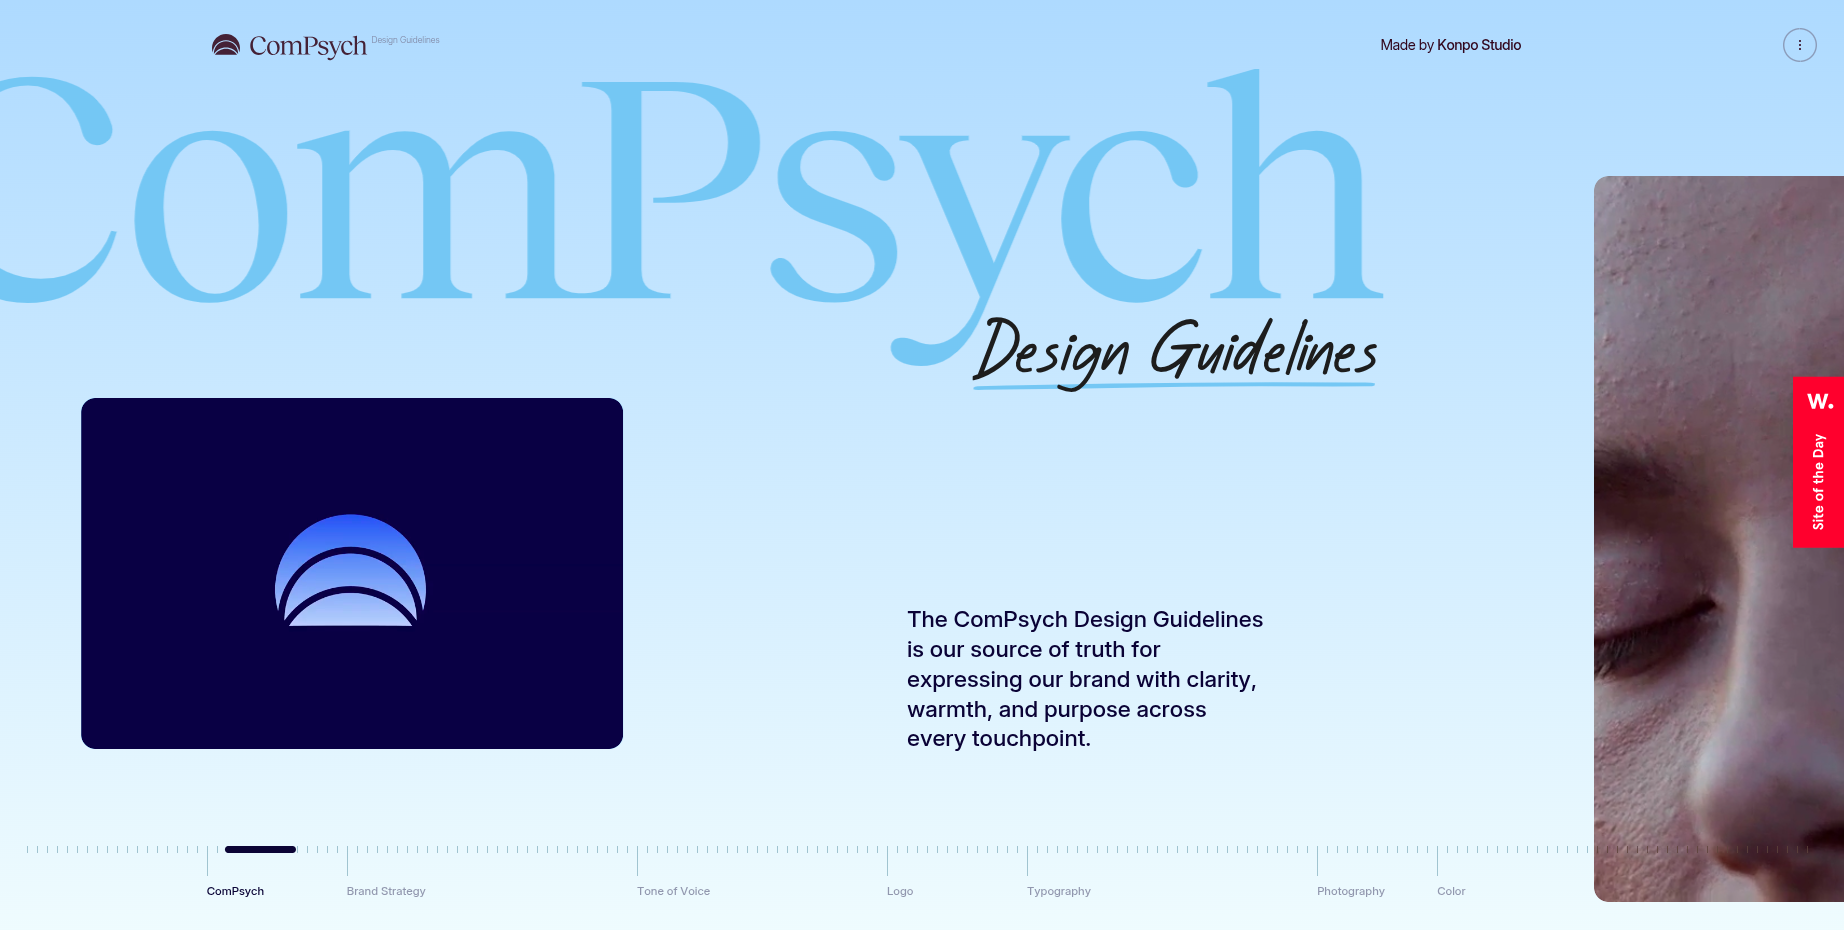 ComPsych Design Guidelines
Made by Konpo Studio
ComPsych
Design Guidelines
W.
Site of the Day
The ComPsych Design Guidelines
is our source of truth for
expressing our brand with clarity,
warmth, and purpose across
every touchpoint.
ComPsych
Brand Strategy
Tone of Voice
Logo
Typography
Photography
Color